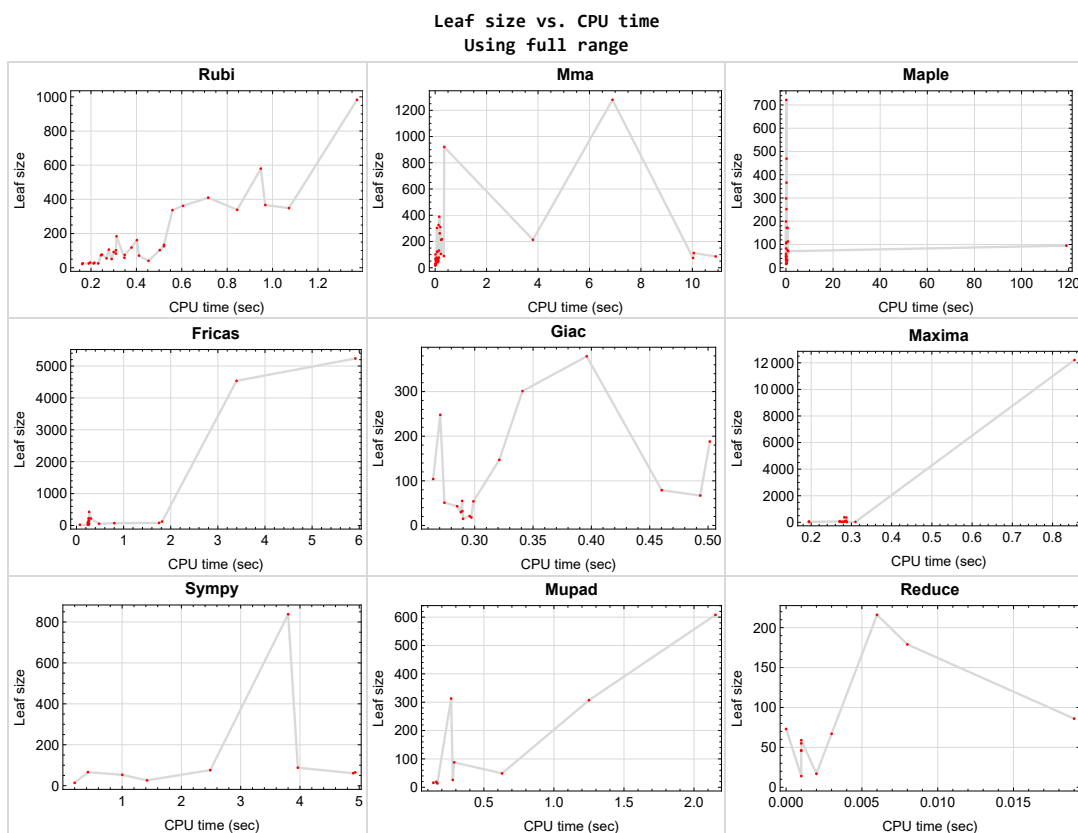 Leaf size vs. CPU time
Using full range
Rubi
Mma
Maple
1000
800
600
400
200
0
Leaf size
0.2 0.4 0.6 0.8 1.0 1.2
CPU time (sec)
1200
1000
800
600
400
200
0
Leaf size
0 2 4 6 8 10
CPU time (sec)
700
600
500
400
300
200
100
0
Leaf size
0 20 40 60 80 100 120
CPU time (sec)
Fricas
Giac
Maxima
5000
4000
3000
2000
1000
0
Leaf size
0 1 2 3 4 5 6
CPU time (sec)
300
200
100
0
Leaf size
0.30 0.35 0.40 0.45 0.50
CPU time (sec)
12000
10000
8000
6000
4000
2000
0
Leaf size
0.2 0.3 0.4 0.5 0.6 0.7 0.8
CPU time (sec)
Sympy
Mupad
Reduce
800
600
400
200
0
Leaf size
1 2 3 4 5
CPU time (sec)
600
500
400
300
200
100
0
Leaf size
0.5 1.0 1.5 2.0
CPU time (sec)
200
150
100
50
0
Leaf size
0.000 0.005 0.010 0.015
CPU time (sec)